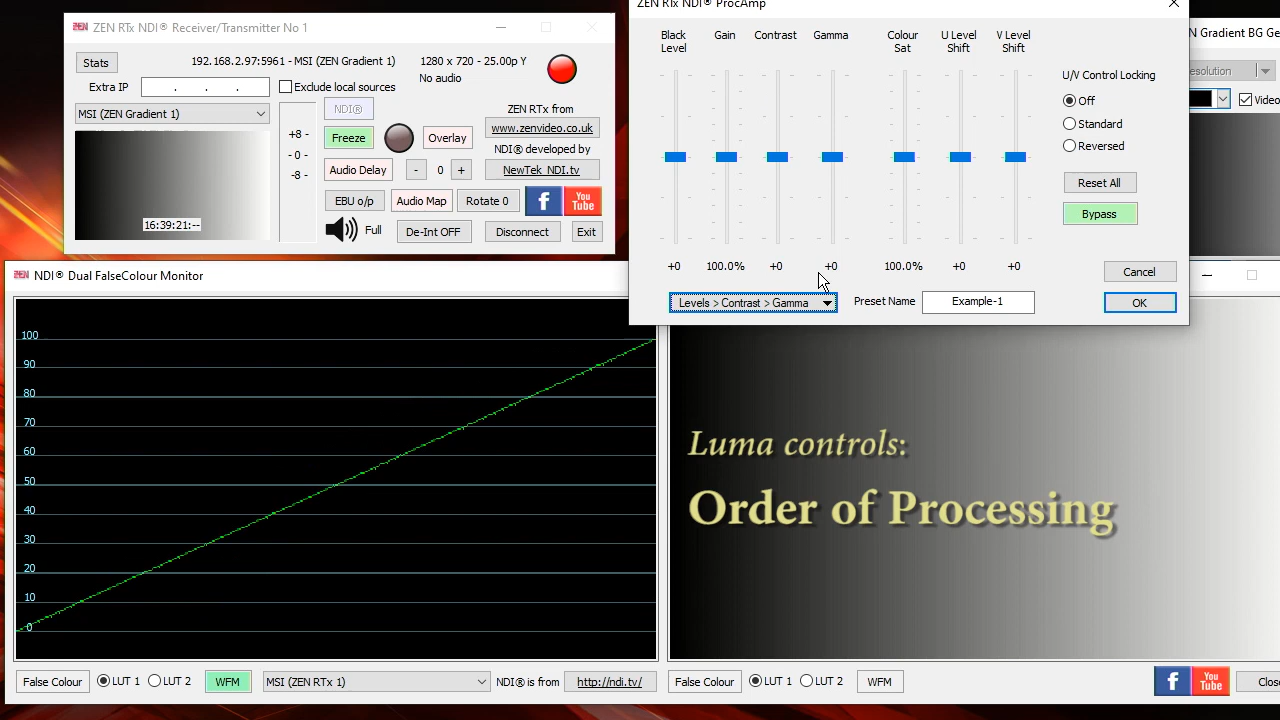 ZEN RTx NDI® Receiver/Transmitter No 1
Stats
192.168.2.97:5961 - MSI (ZEN Gradient 1)
1280 x 720 - 25.00p Y
No audio
Extra IP
. . .
Exclude local sources
MSI (ZEN Gradient 1)
NDI®
ZEN RTx from
+8 -
- 0 -
-8 -
Freeze
Overlay
www.zenvideo.co.uk
NDI® developed by
Audio Delay
-
0
+
NewTek NDI.tv
EBU o/p
Audio Map
Rotate 0
f
You
Tube
16:39:21:--
Full
De-Int OFF
Disconnect
Exit
ZEN RTx NDI® ProcAmp
Black
Level
Gain
Contrast
Gamma
Colour
Sat
U Level
Shift
V Level
Shift
U/V Control Locking
Off
Standard
Reversed
Reset All
Bypass
+0
100.0%
+0
+0
100.0%
+0
+0
Cancel
Levels > Contrast > Gamma
Preset Name
Example-1
OK
N Gradient BG Ge
esolution
Video
ZEN NDI® Dual FalseColour Monitor
100
90
80
70
60
50
40
30
20
10
0
Luma controls:
Order of Processing
False Colour
LUT 1
LUT 2
WFM
MSI (ZEN RTx 1)
NDI® is from
http://ndi.tv/
False Colour
LUT 1
LUT 2
WFM
f
You
Tube
Close